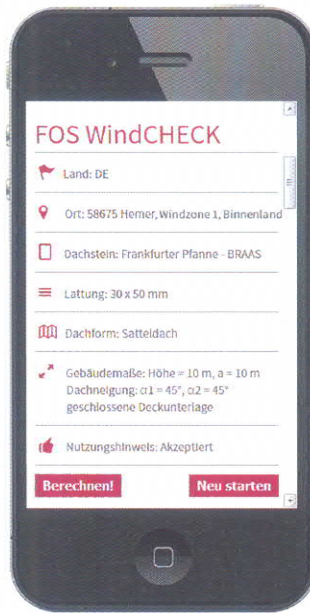 FOS WindCHECK
Land: DE
Ort: 58675 Hemer, Windzone 1, Binnenland
Dachstein: Frankfurter Pfanne - BRAAS
Lattung: 30 x 50 mm
Dachform: Satteldach
Gebäudemaße: Höhe = 10 m, a = 10 m
Dachneigung: α1 = 45°, α2 = 45°
geschlossene Deckunterlage
Nutzungshinweis: Akzeptiert
Berechnen! Neu starten